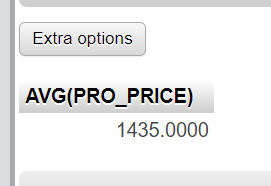 Extra options
AVG(PRO_PRICE)
1435.0000